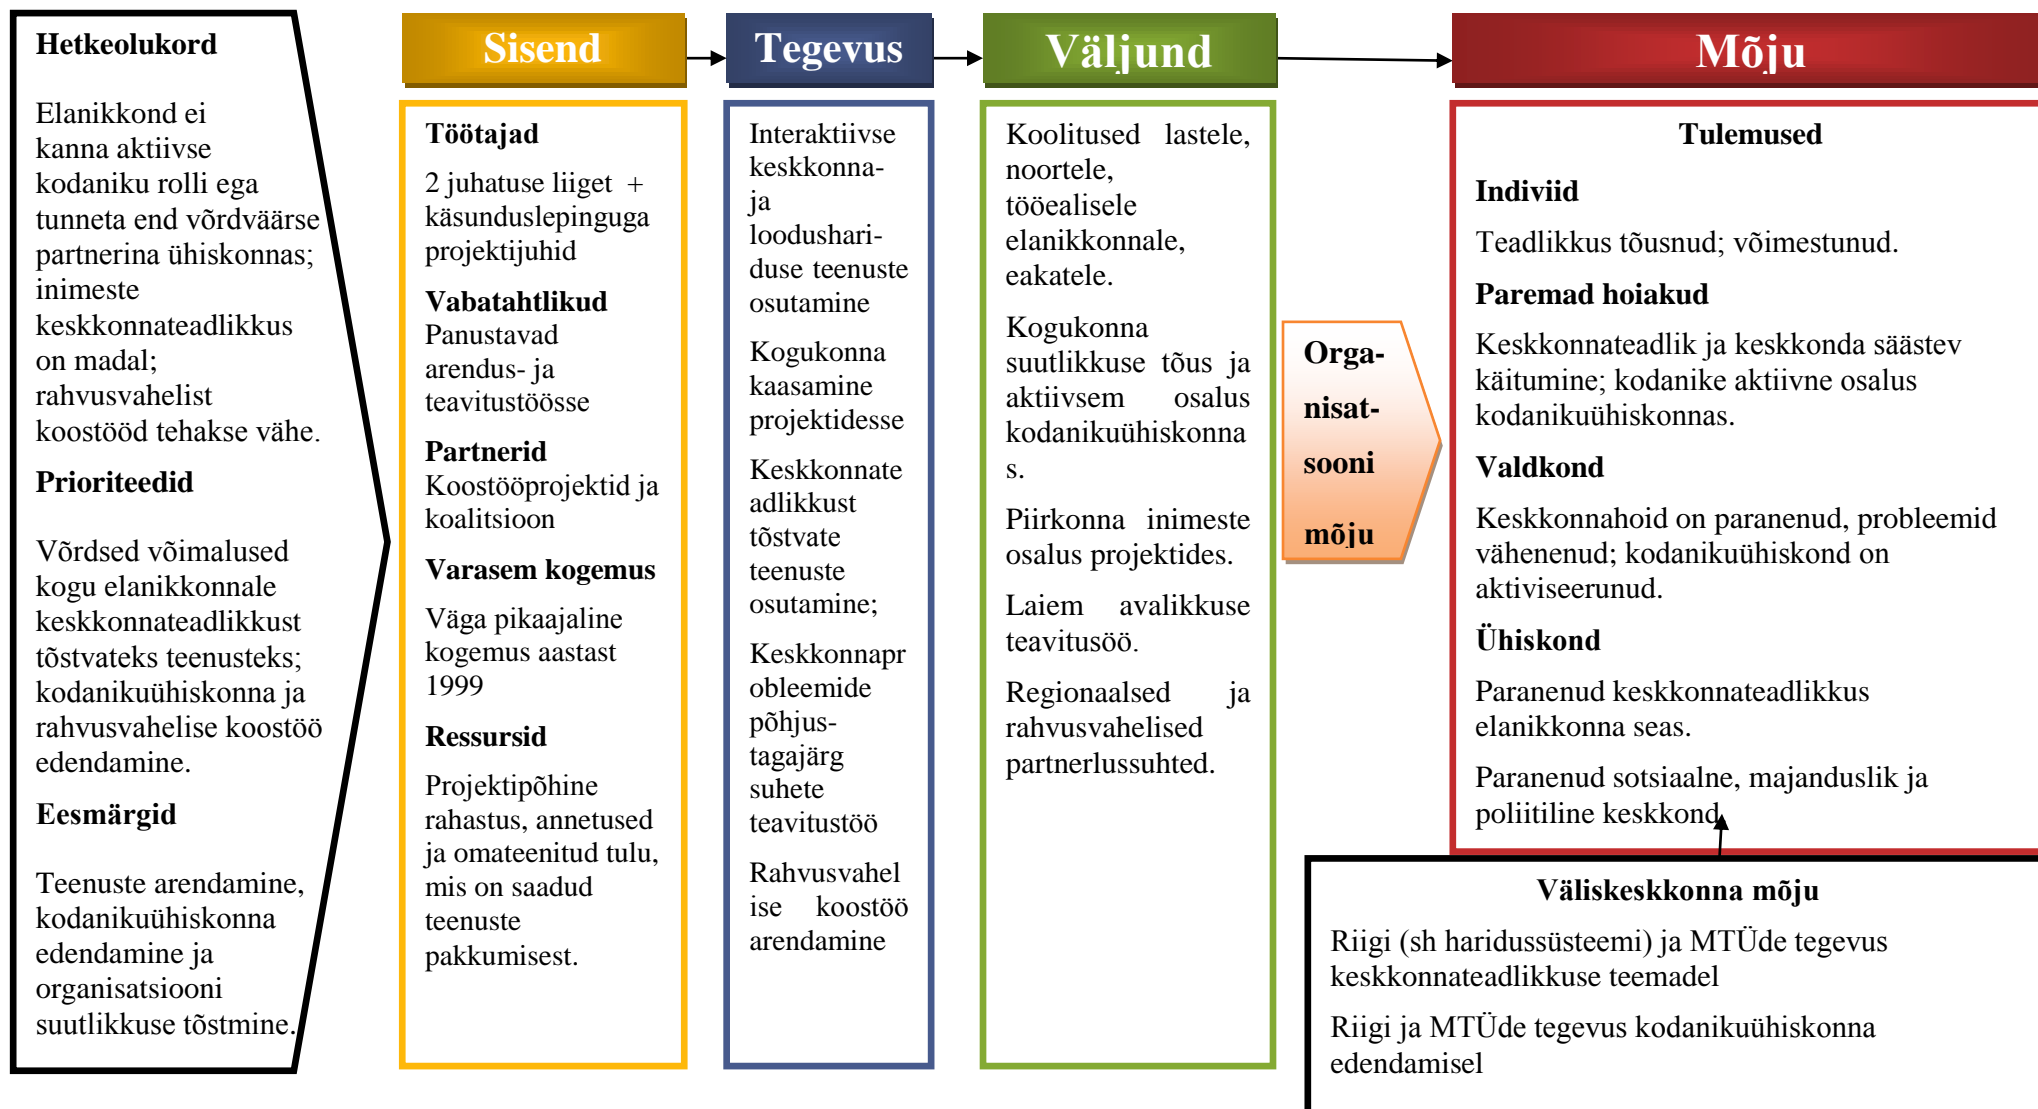 Hetkeolukord
Elanikkond ei
kanna aktiivse
kodaniku rolli ega
tunneta end võrdväärse
partnerina ühiskonnas;
inimeste
keskkonnateadlikkus
on madal;
rahvusvahelist
koostööd tehakse vähe.
Prioriteedid
Võrdsed võimalused
kogu elanikkonnale
keskkonnateadlikkust
tõstvateks teenusteks;
kodanikuühiskonna ja
rahvusvahelise koostöö
edendamine.
Eesmärgid
Teenuste arendamine,
kodanikuühiskonna
edendamine ja
organisatsiooni
suutlikkuse tõstmine.
Sisend
Töötajad
2 juhatuse liiget +
käsunduslepinguga
projektijuhid
Vabatahtlikud
Panustavad
arendus- ja
teavitustöösse
Partnerid
Koostööprojektid ja
koalitsioon
Varasem kogemus
Väga pikaajaline
kogemus aastast
1999
Ressursid
Projektipõhine
rahastus, annetused
ja omateenitud tulu,
mis on saadud
teenuste
pakkumisest.
Tegevus
Interaktiivse
keskkonna-
ja
loodushari-
duse teenuste
osutamine
Kogukonna
kaasamine
projektidesse
Keskkonnate
adlikkust
tõstvate
teenuste
osutamine;
Keskkonnapr
obleemide
põhjus-
tagajärg
suhete
teavitustöö
Rahvusvahel
ise koostöö
arendamine
Väljund
Koolitused lastele,
noortele,
tööealisele
elanikkonnale,
eakatele.
Kogukonna
suutlikkuse tõus ja
aktiivsem osalus
kodanikuühiskonna
s.
Piirkonna inimeste
osalus projektides.
Laiem avalikkuse
teavitusöö.
Regionaalsed ja
rahvusvahelised
partnerlussuhted.
Orga-
nisat-
sooni
mõju
Mõju
Tulemused
Indiviid
Teadlikkus tõusnud; võimestunud.
Paremad hoiakud
Keskkonnateadlik ja keskkonda säästev
käitumine; kodanike aktiivne osalus
kodanikuühiskonnas.
Valdkond
Keskkonnahoid on paranenud, probleemid
vähenenud; kodanikuühiskond on
aktiviseerunud.
Ühiskond
Paranenud keskkonnateadlikkus
elanikkonna seas.
Paranenud sotsiaalne, majanduslik ja
poliitiline keskkond.
Väliskeskkonna mõju
Riigi (sh haridussüsteemi) ja MTÜde tegevus
keskkonnateadlikkuse teemadel
Riigi ja MTÜde tegevus kodanikuühiskonna
edendamisel